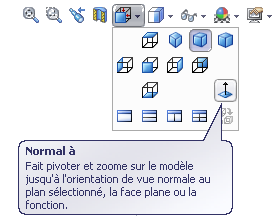 Normal à
Fait pivoter et zoome sur le modèle
jusqu'à l'orientation de vue normale au
plan sélectionné, la face plane ou la
fonction.